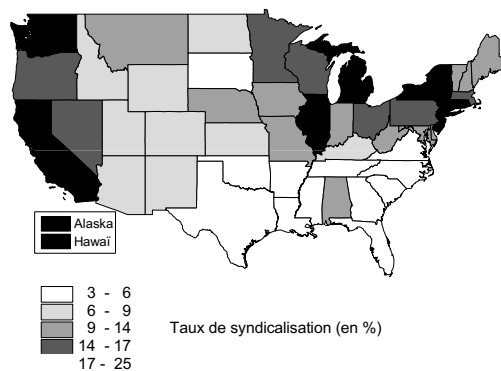 Alaska
Hawaï
3 - 6
6 - 9
9 - 14
14 - 17
17 - 25
Taux de syndicalisation (en %)